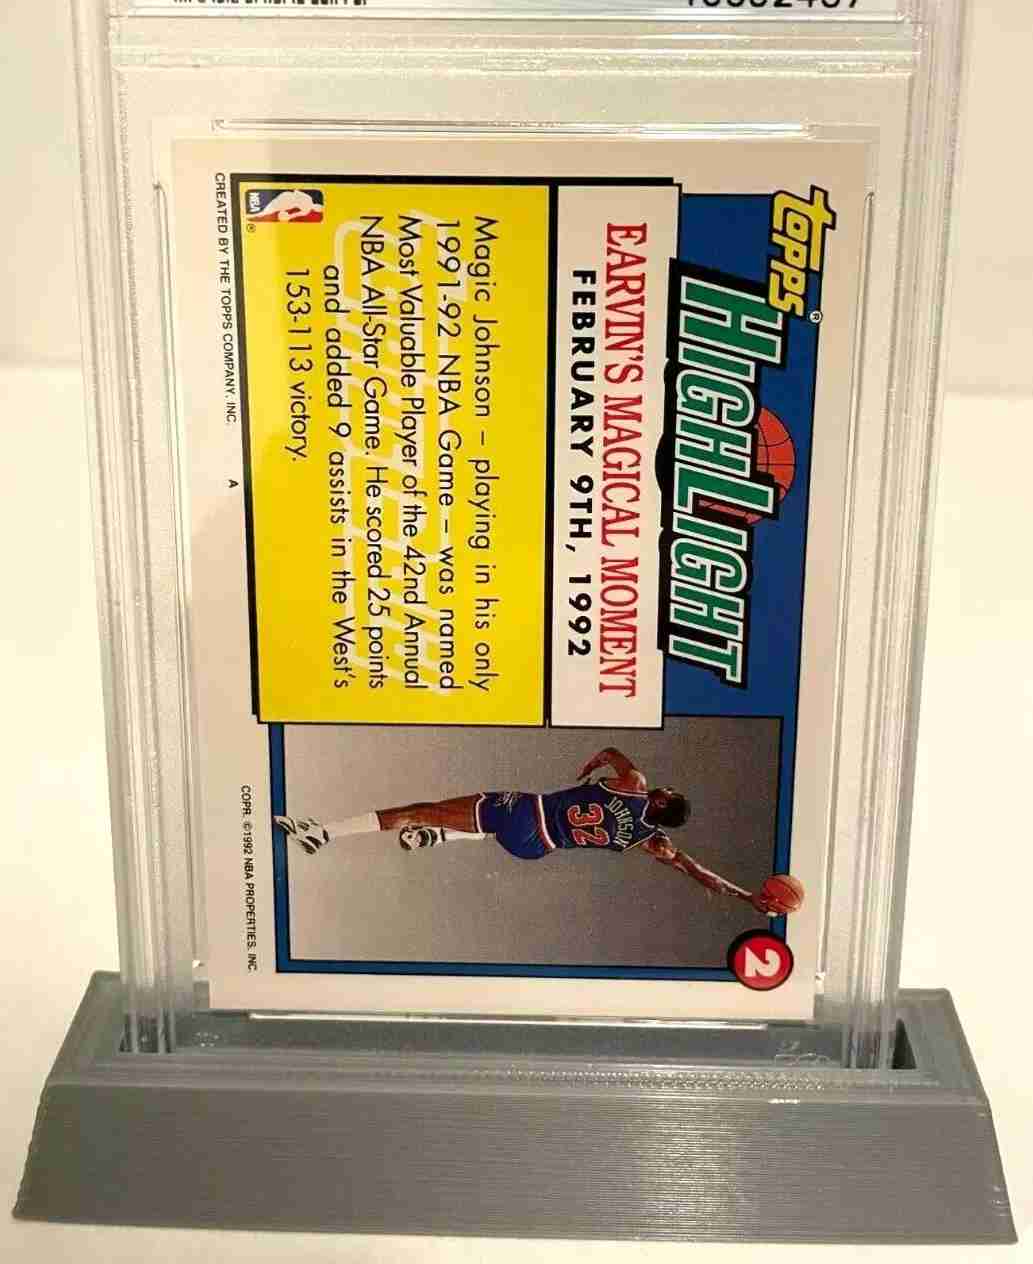 topps®
HIGHLIGHT
EARVIN'S MAGICAL MOMENT
FEBRUARY 9TH, 1992
Magic Johnson – playing in his only
1991-92 NBA Game – was named
Most Valuable Player of the 42nd Annual
NBA All-Star Game. He scored 25 points
and added 9 assists in the West's
153-113 victory.
NBA®
2
JOHNSON
32
CREATED BY THE TOPPS COMPANY, INC.
A
COPR. ©1992 NBA PROPERTIES, INC.